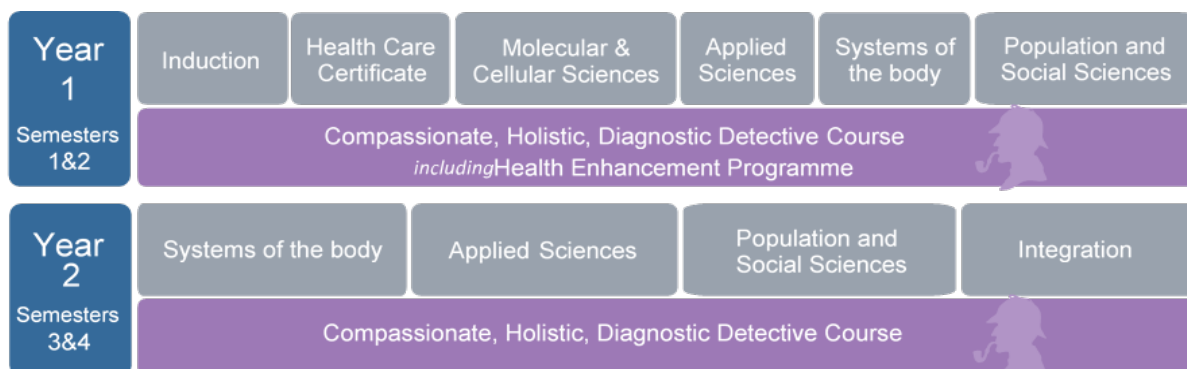 Year
1
Semesters
1&2
Induction
Health Care
Certificate
Molecular &
Cellular Sciences
Applied
Sciences
Systems of
the body
Population and
Social Sciences
Compassionate, Holistic, Diagnostic Detective Course
includingHealth Enhancement Programme
Year
2
Semesters
3&4
Systems of the body
Applied Sciences
Population and
Social Sciences
Integration
Compassionate, Holistic, Diagnostic Detective Course